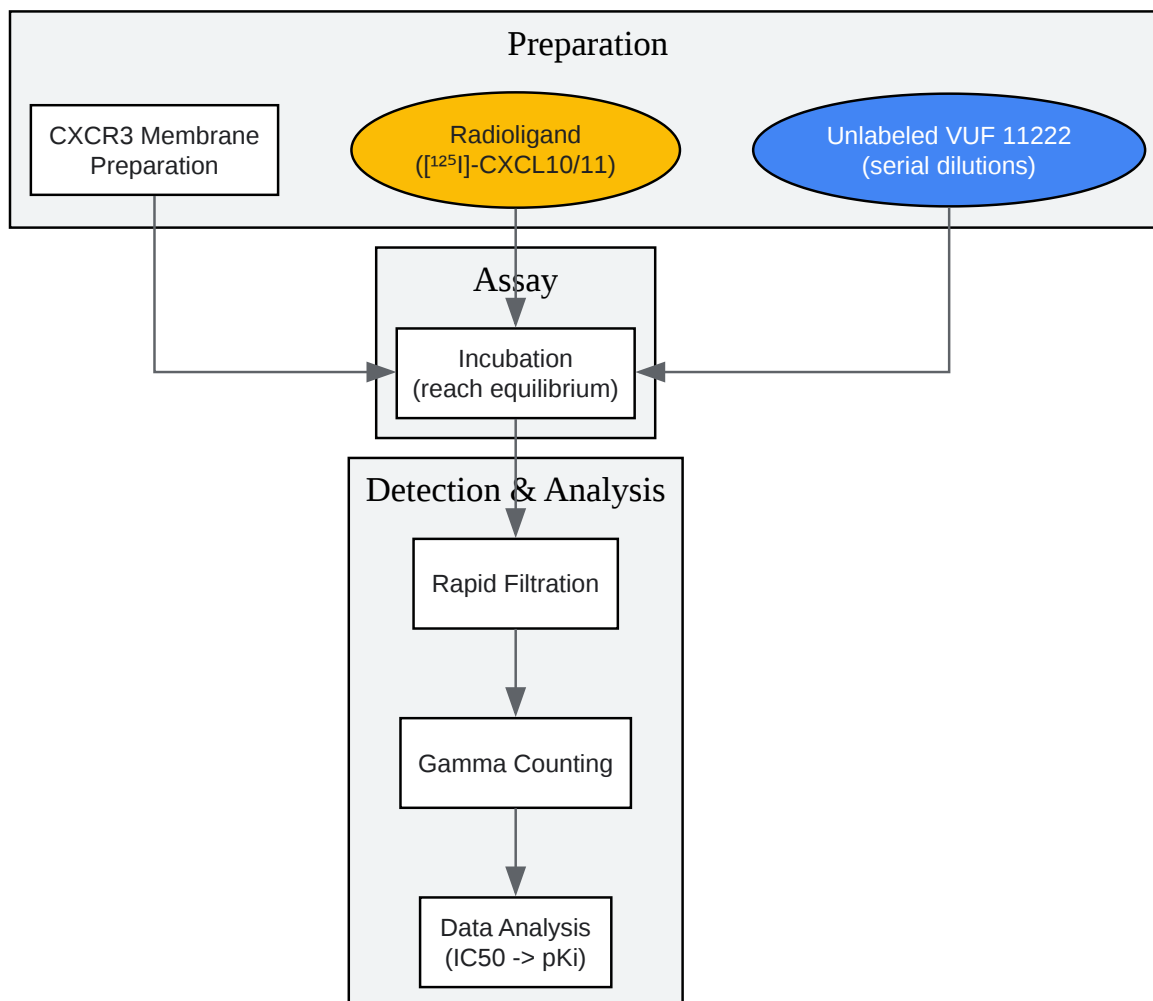 Preparation
CXCR3 Membrane
Preparation
Radioligand
([¹²⁵I]-CXCL10/11)
Unlabeled VUF 11222
(serial dilutions)
Assay
Incubation
(reach equilibrium)
Detection & Analysis
Rapid Filtration
Gamma Counting
Data Analysis
(IC50 -> pKi)